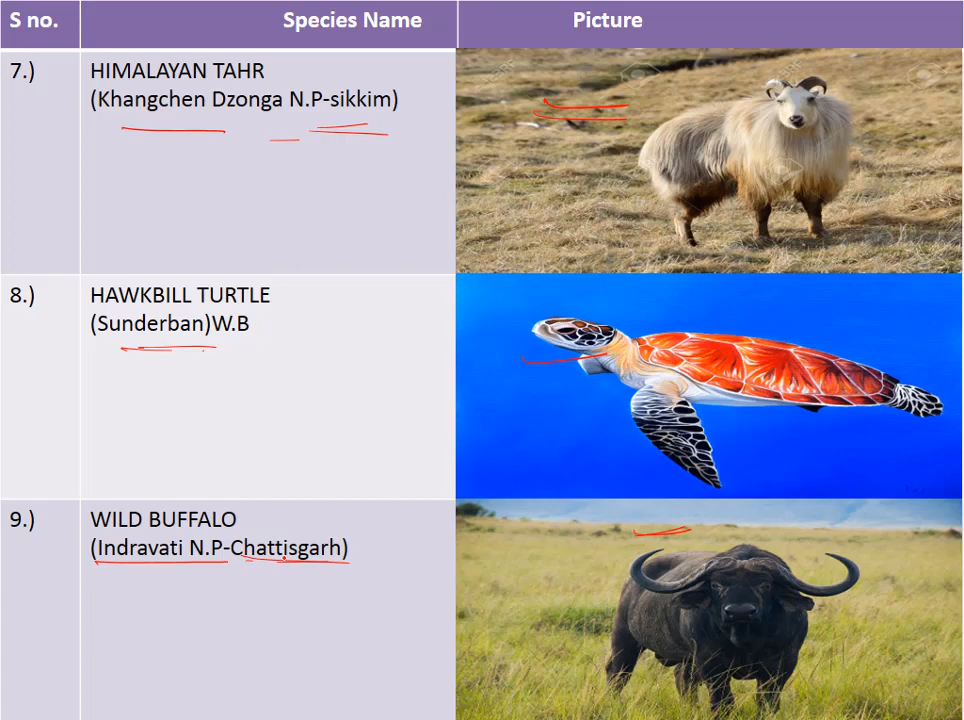 S no. Species Name Picture
7.) HIMALAYAN TAHR
(Khangchen Dzonga N.P-sikkim)
8.) HAWKBILL TURTLE
(Sunderban)W.B
9.) WILD BUFFALO
(Indravati N.P-Chattisgarh)